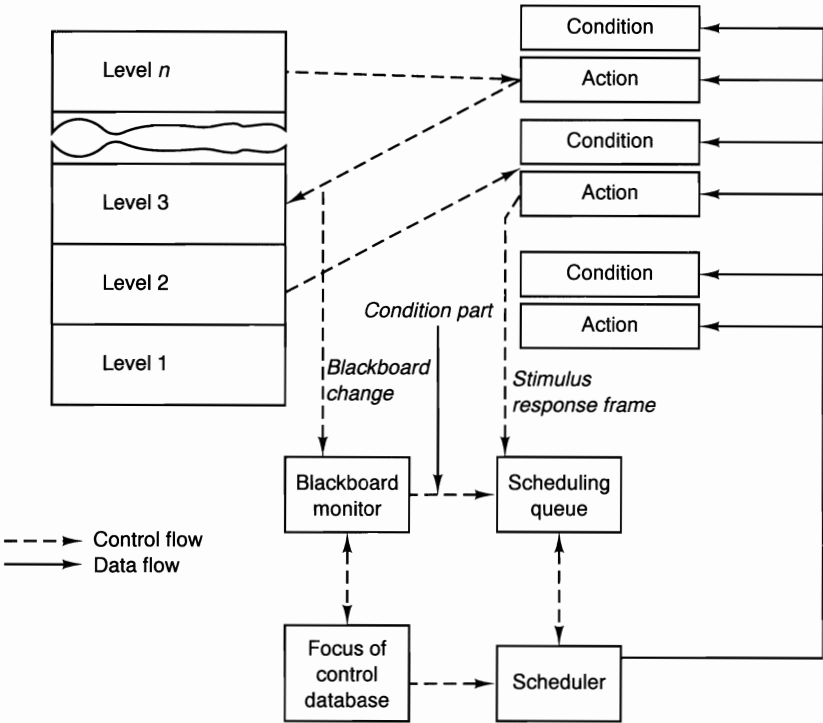 Level n
Level 3
Level 2
Level 1
Condition
Action
Condition
Action
Condition
Action
Condition part
Blackboard
change
Stimulus
response frame
Blackboard
monitor
Scheduling
queue
Control flow
Data flow
Focus of
control
database
Scheduler